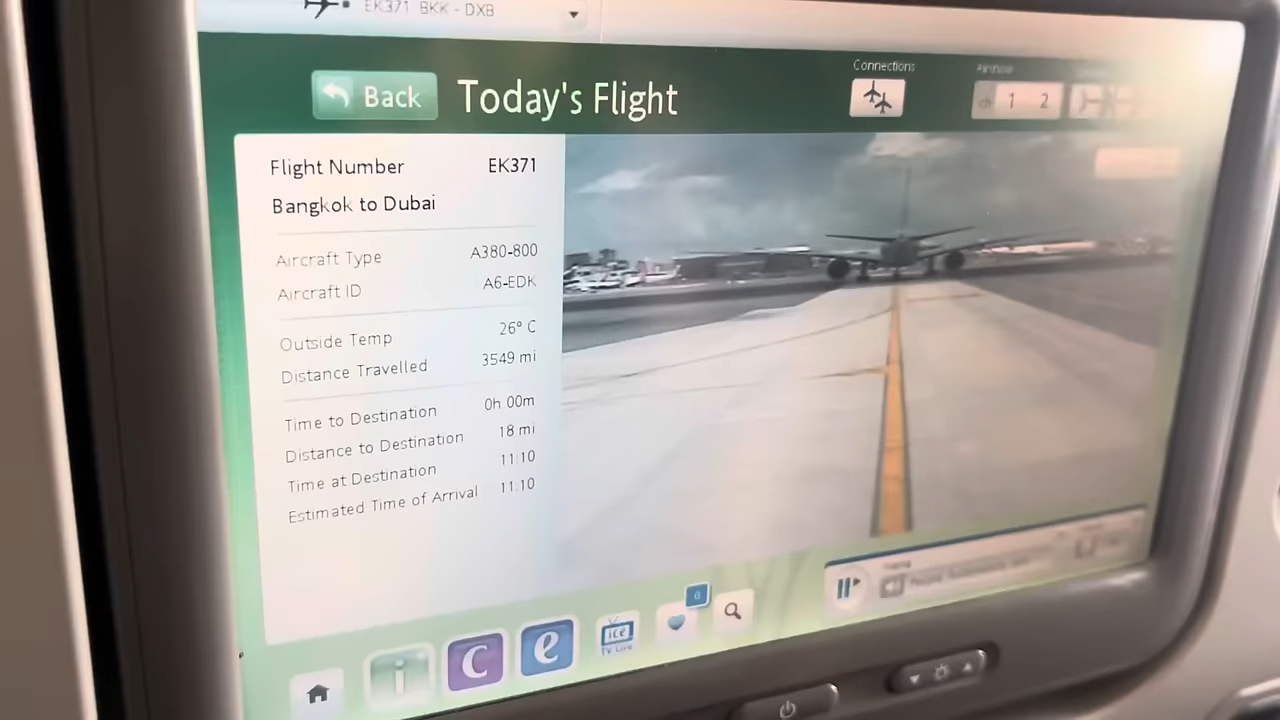 EK371 BKK - DXB
Back
Today's Flight
Connections
Airshow
ch 1 2
Flight Number EK371
Bangkok to Dubai
Aircraft Type A380-800
Aircraft ID A6-EDK
Outside Temp 26° C
Distance Travelled 3549 mi
Time to Destination 0h 00m
Distance to Destination 18 mi
Time at Destination 11:10
Estimated Time of Arrival 11:10
0
i
C
e
ice
TV Live